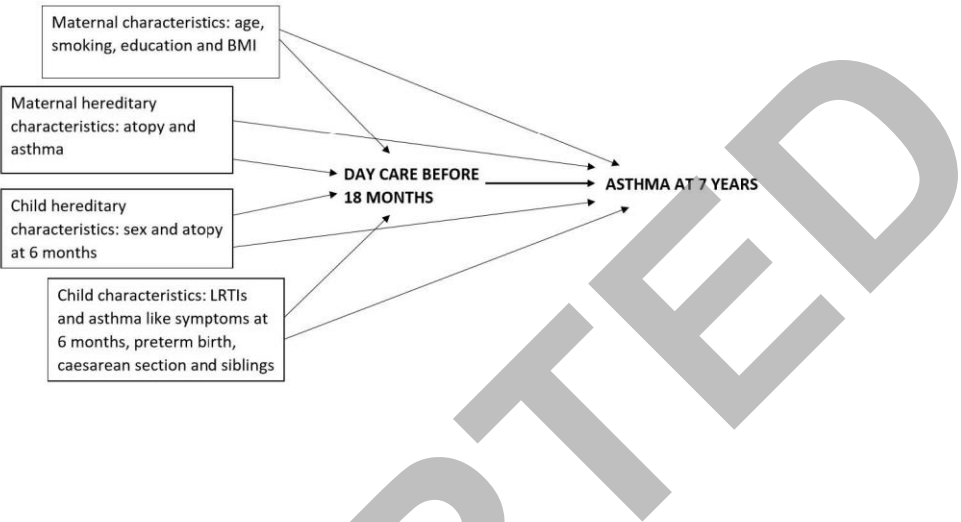 Maternal characteristics: age,
smoking, education and BMI
Maternal hereditary
characteristics: atopy and
asthma
DAY CARE BEFORE
18 MONTHS
ASTHMA AT 7 YEARS
Child hereditary
characteristics: sex and atopy
at 6 months
Child characteristics: LRTIs
and asthma like symptoms at
6 months, preterm birth,
caesarean section and siblings
PTED